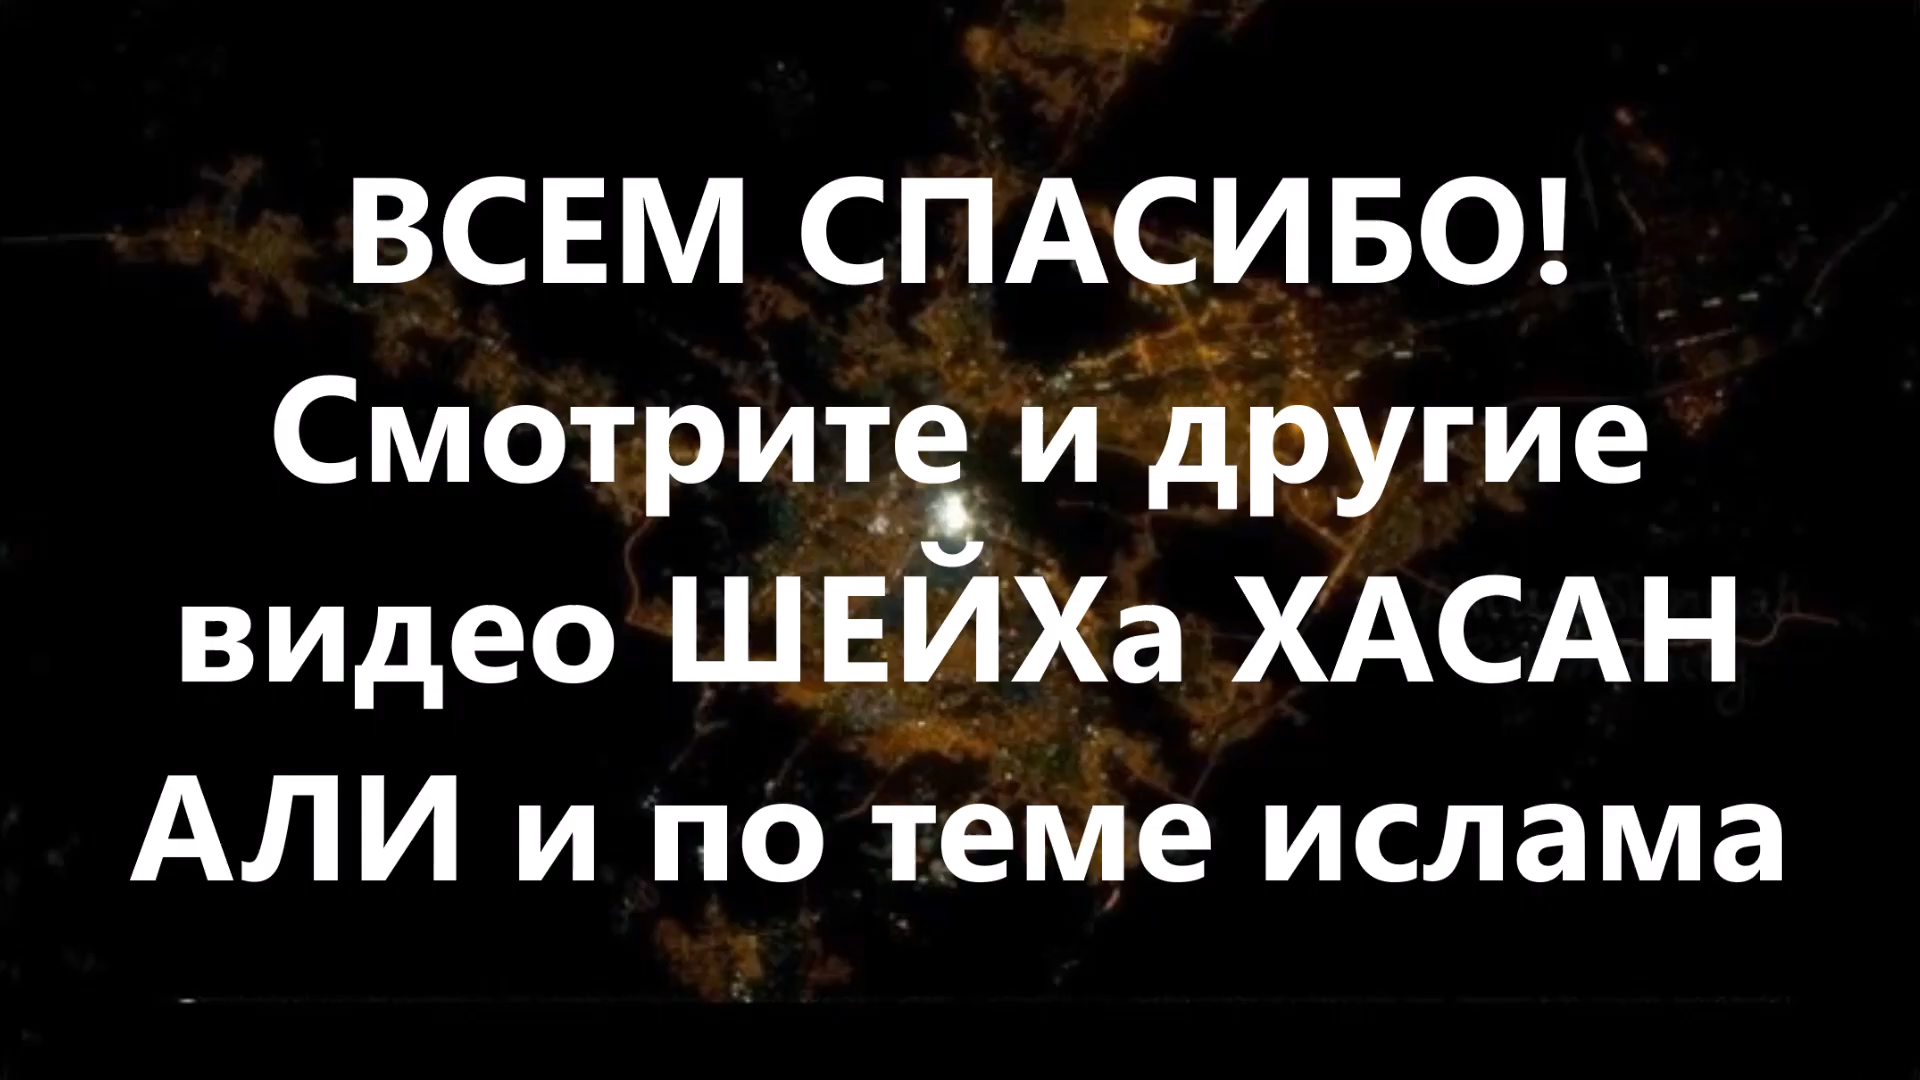 ВСЕМ СПАСИБО!
Смотрите и другие
видео ШЕЙХа ХАСАН
АЛИ и по теме ислама